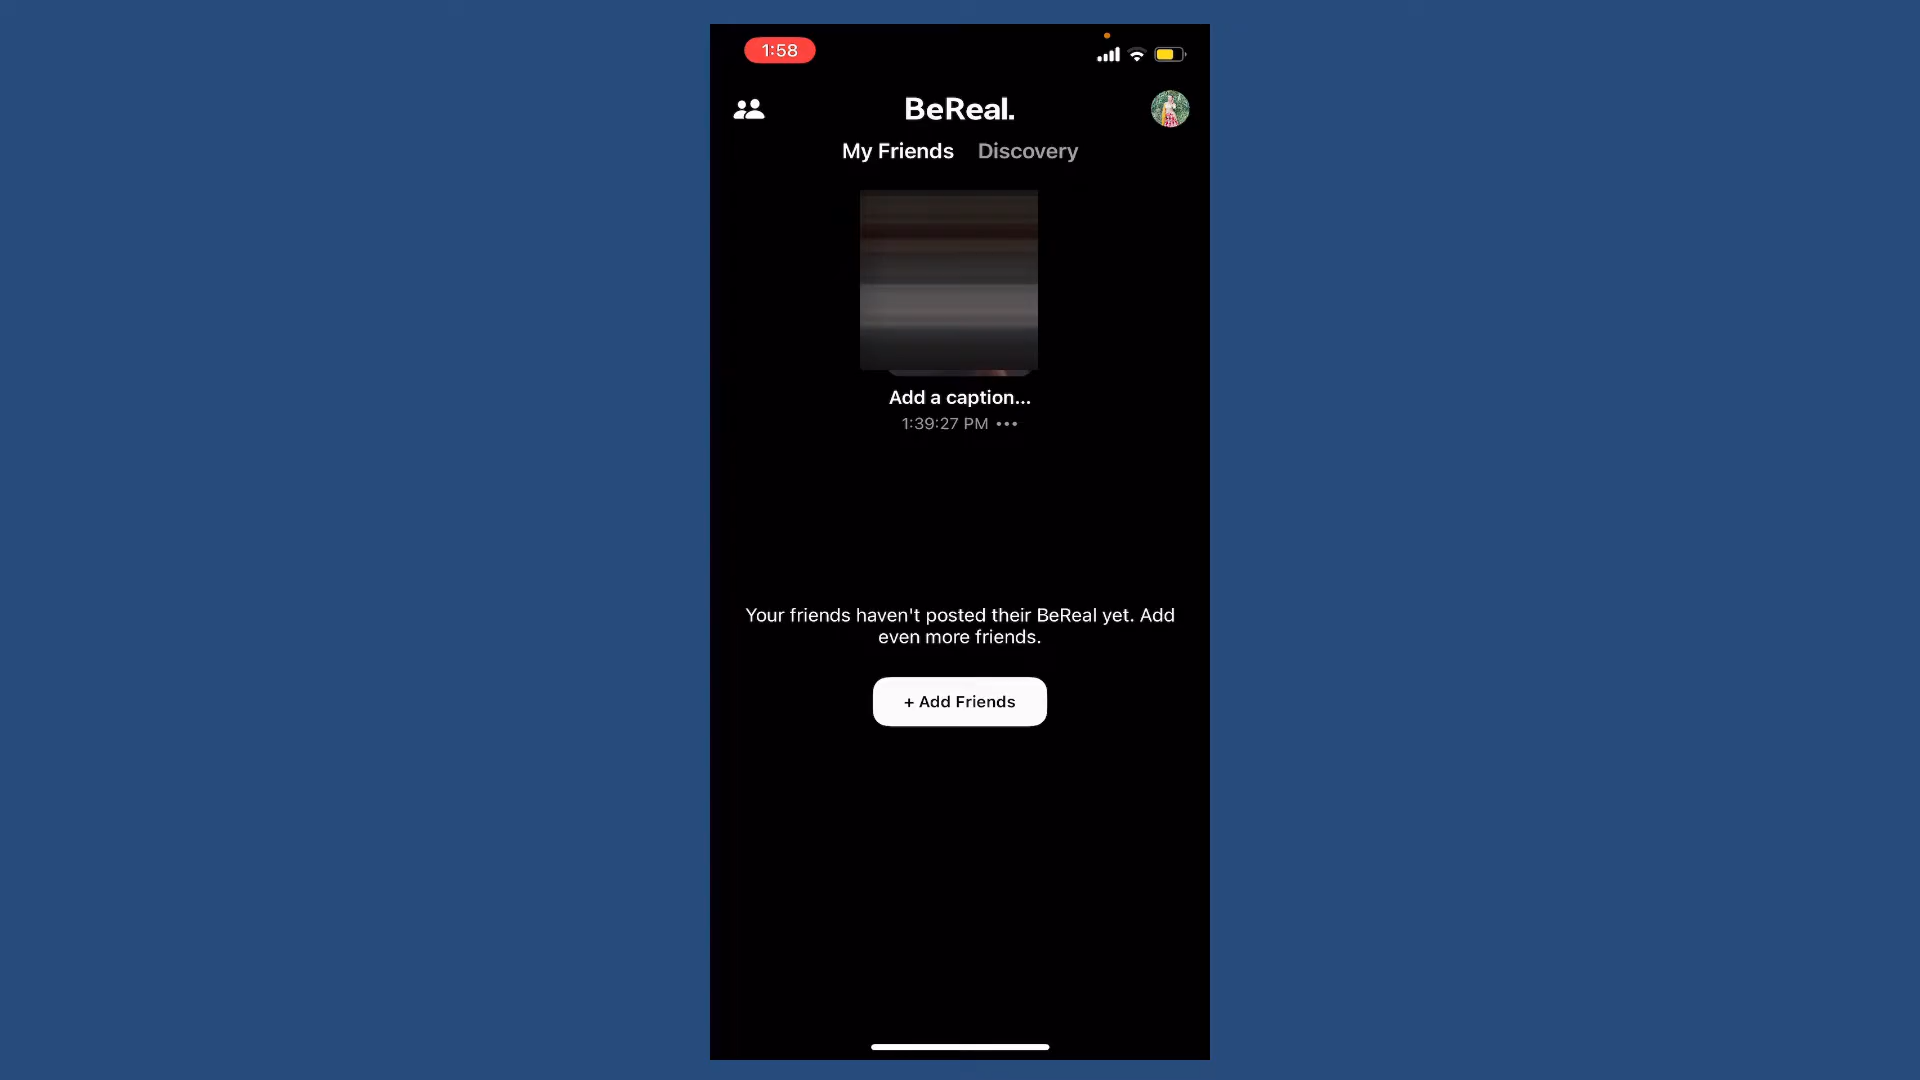 1:58
BeReal.
My Friends Discovery
Add a caption...
1:39:27 PM •••
Your friends haven't posted their BeReal yet. Add
even more friends.
+ Add Friends